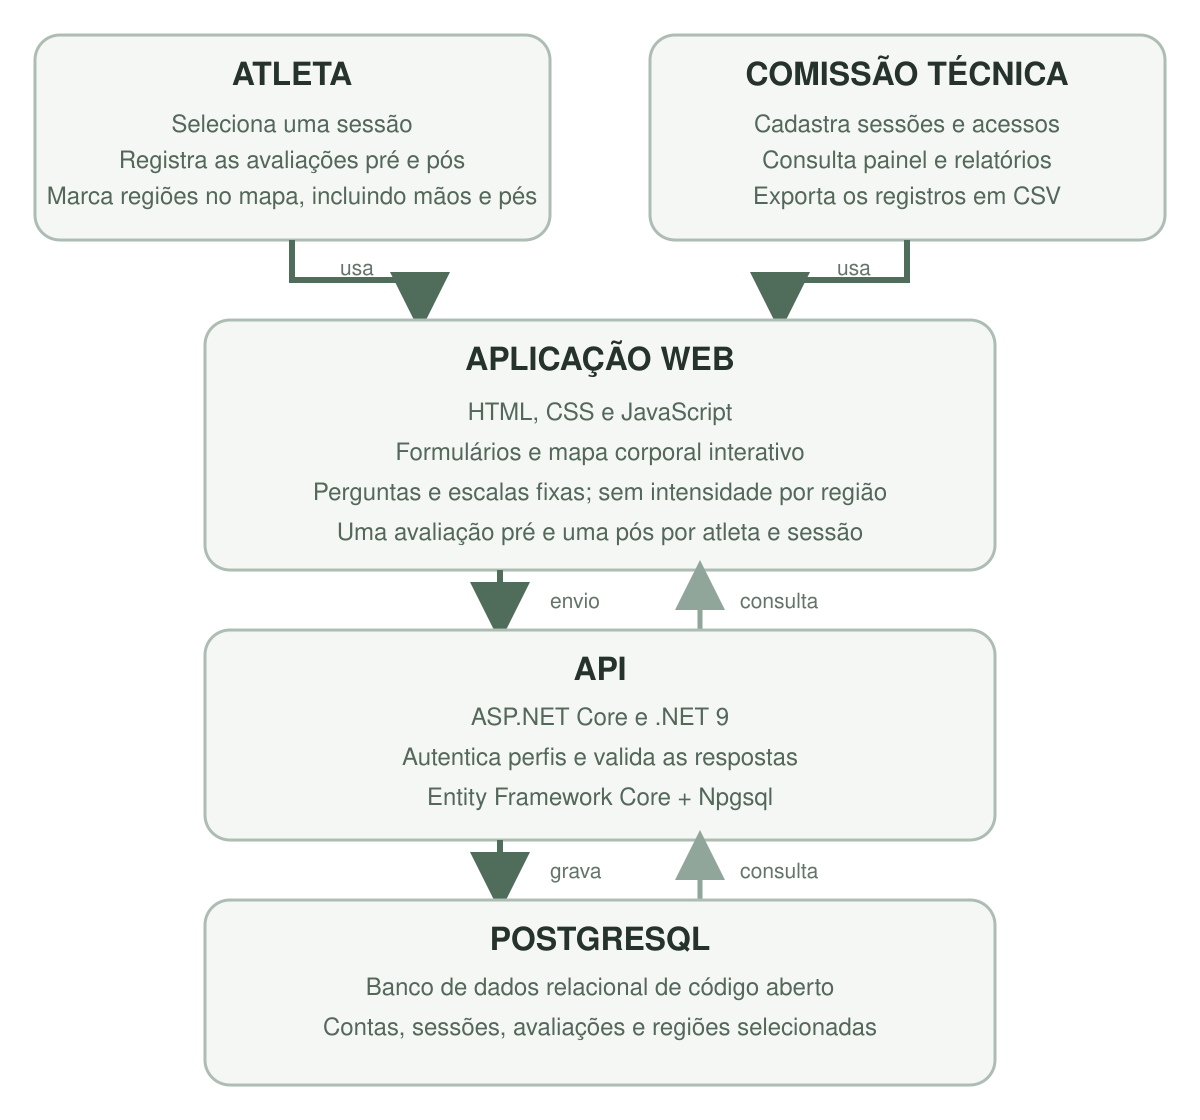 ATLETA
Seleciona uma sessão
Registra as avaliações pré e pós
Marca regiões no mapa, incluindo mãos e pés
COMISSÃO TÉCNICA
Cadastra sessões e acessos
Consulta painel e relatórios
Exporta os registros em CSV
usa
usa
APLICAÇÃO WEB
HTML, CSS e JavaScript
Formulários e mapa corporal interativo
Perguntas e escalas fixas; sem intensidade por região
Uma avaliação pré e uma pós por atleta e sessão
envio
consulta
API
ASP.NET Core e .NET 9
Autentica perfis e valida as respostas
Entity Framework Core + Npgsql
grava
consulta
POSTGRESQL
Banco de dados relacional de código aberto
Contas, sessões, avaliações e regiões selecionadas